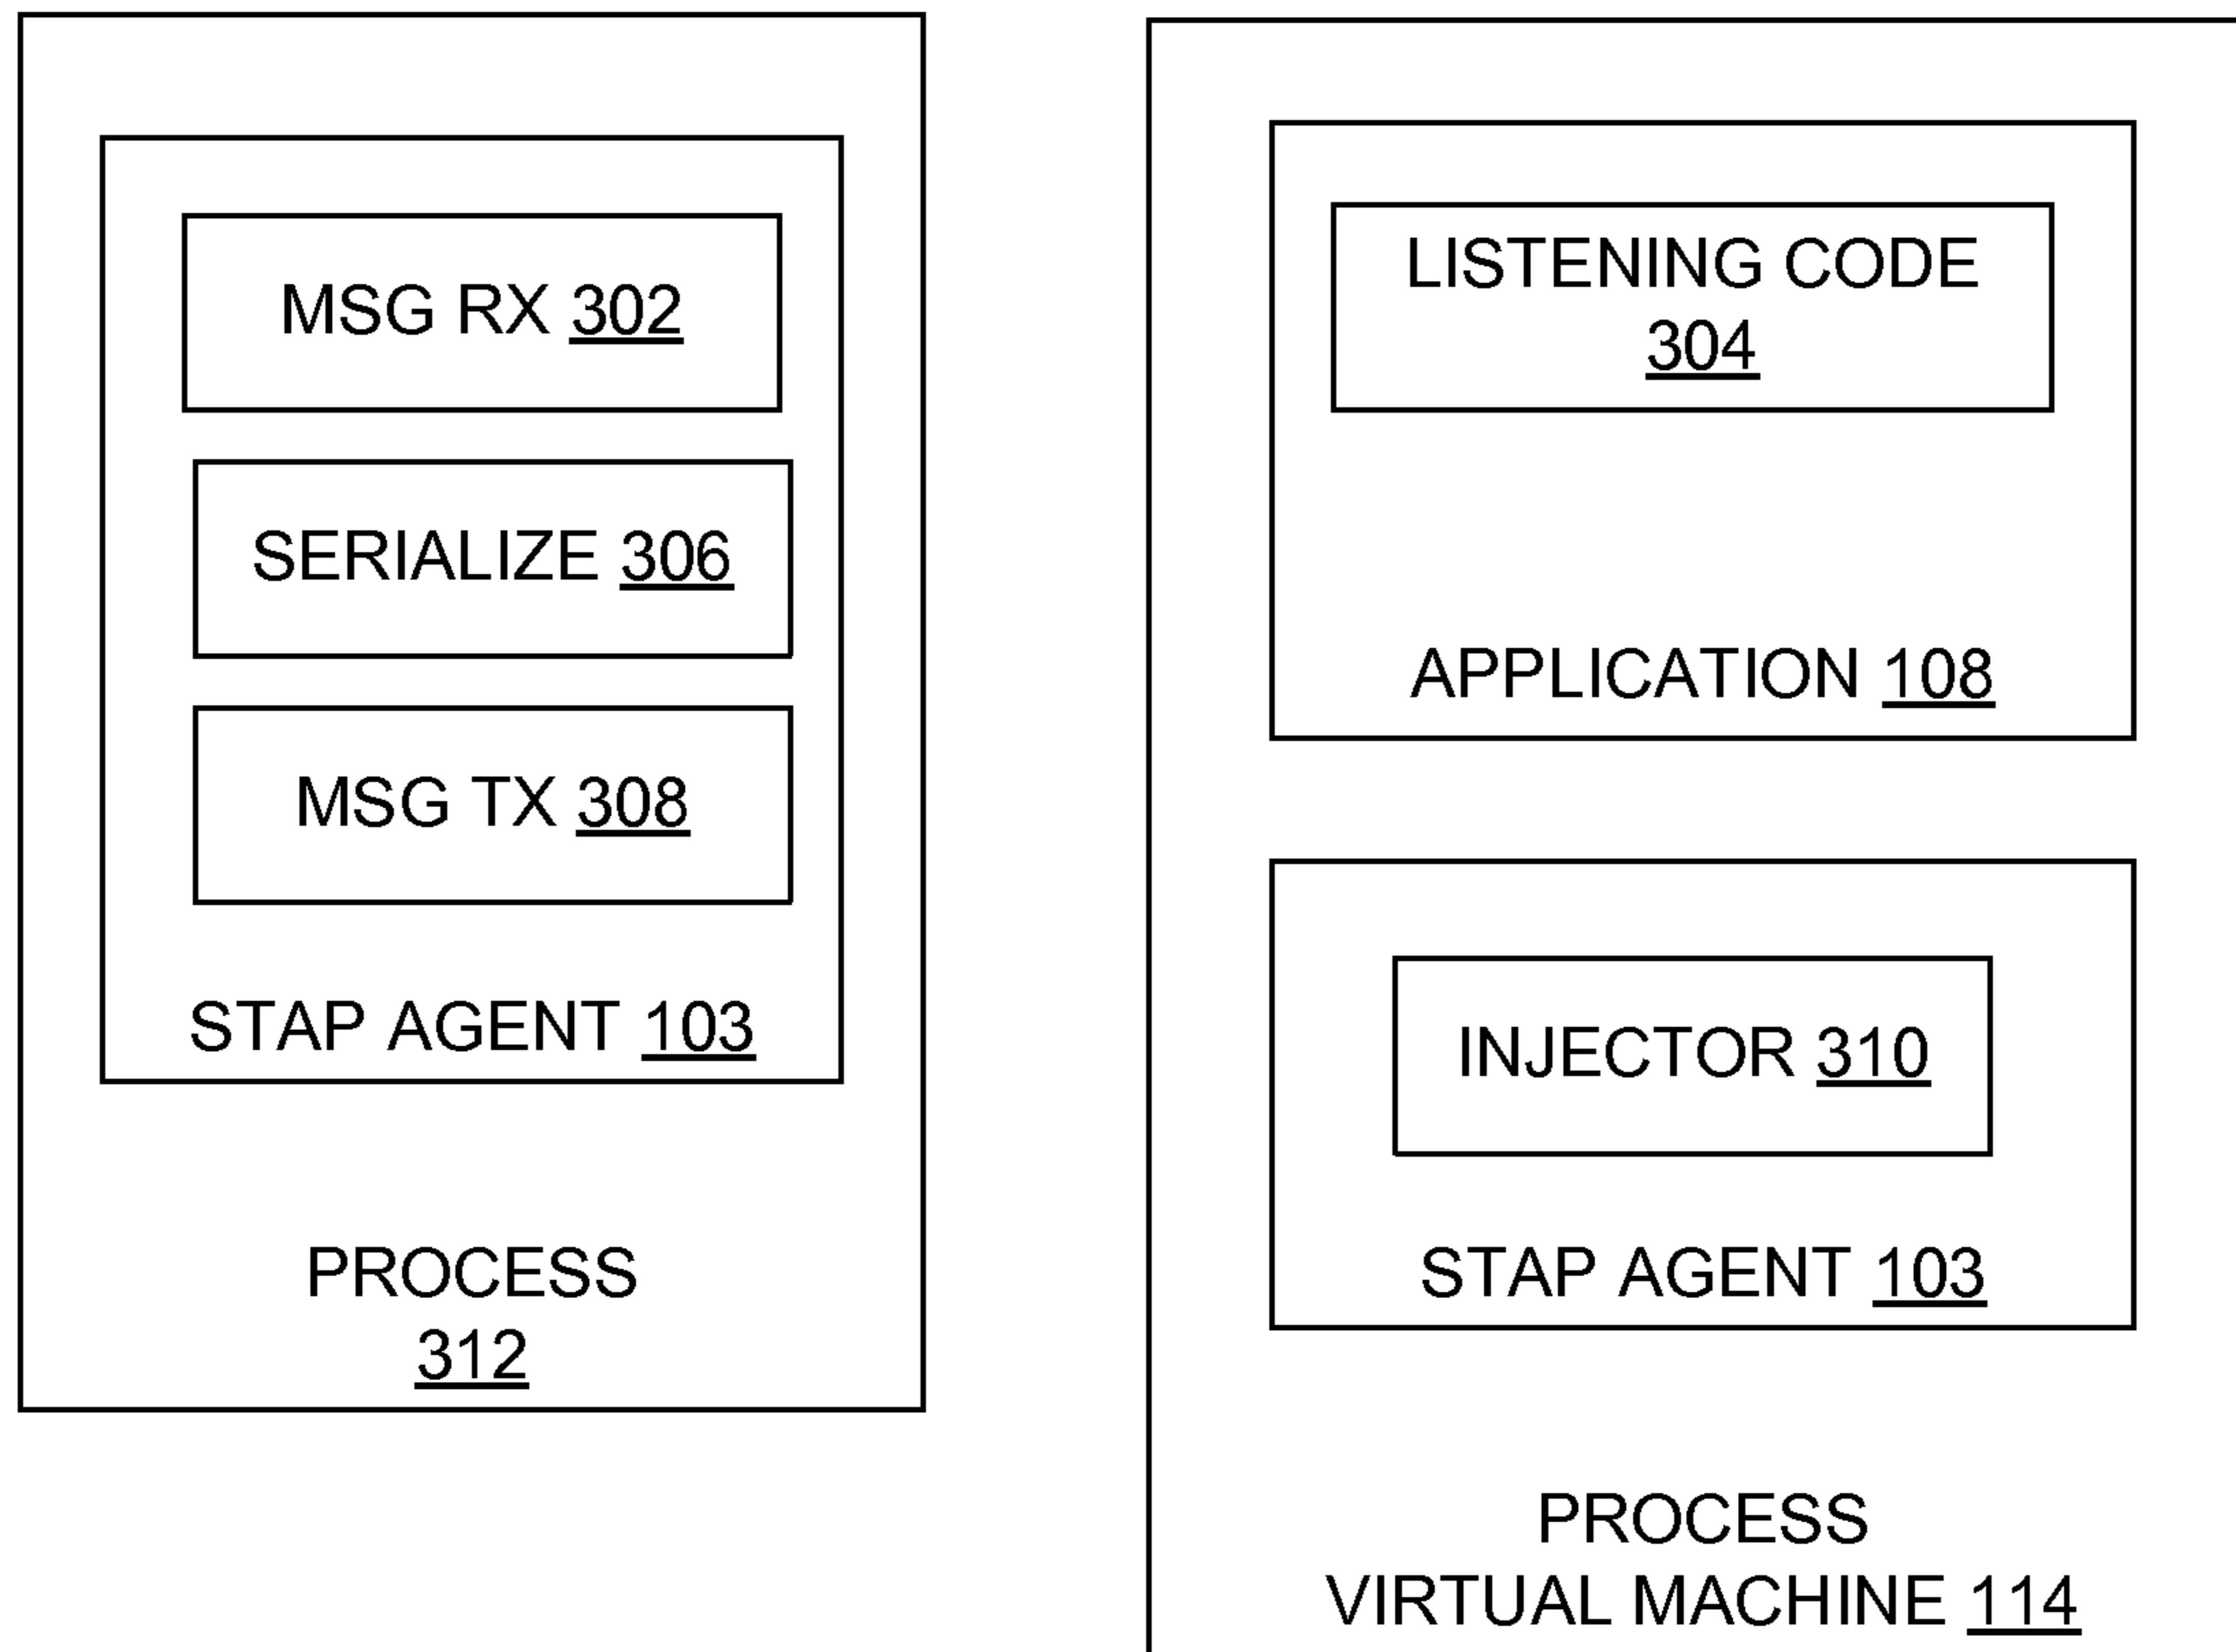 MSG RX 302
SERIALIZE 306
MSG TX 308
STAP AGENT 103
PROCESS
312
LISTENING CODE
304
APPLICATION 108
INJECTOR 310
STAP AGENT 103
PROCESS
VIRTUAL MACHINE 114